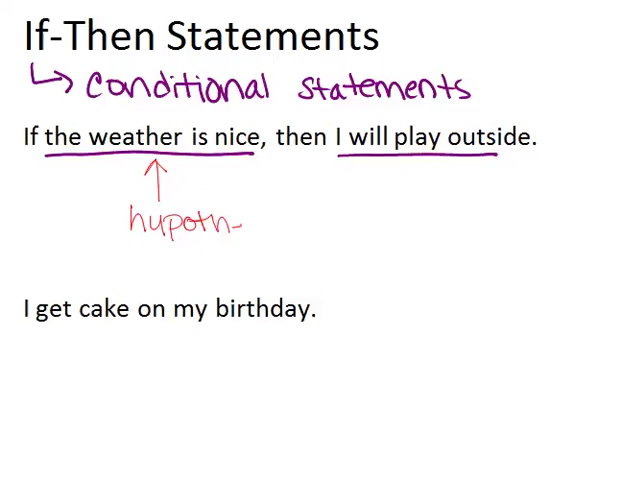 If-Then Statements
conditional statements
If the weather is nice, then I will play outside.
hypoth
I get cake on my birthday.